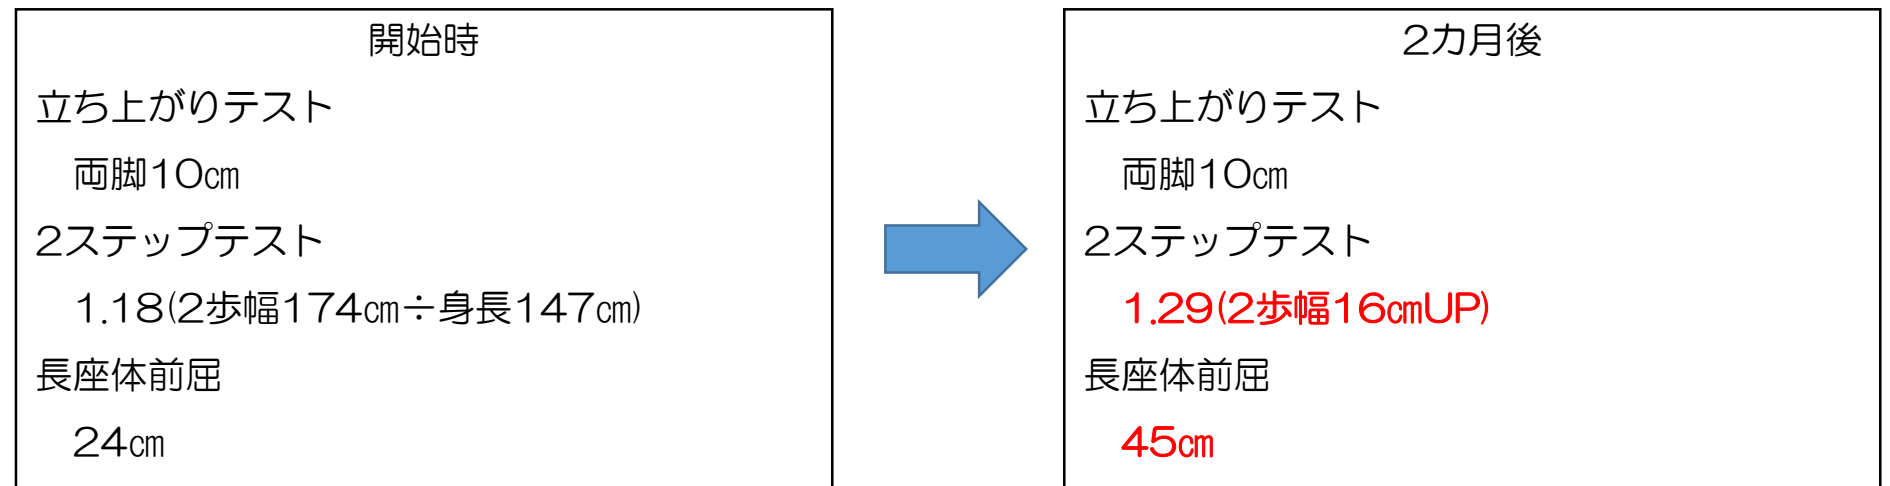 開始時
立ち上がりテスト
両脚10㎝
2ステップテスト
1.18(2歩幅174㎝÷身長147㎝)
長座体前屈
24㎝
2カ月後
立ち上がりテスト
両脚10㎝
2ステップテスト
1.29(2歩幅16㎝UP)
長座体前屈
45㎝